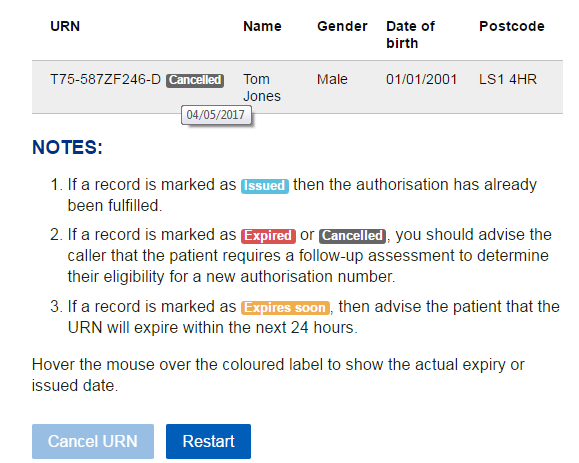 URN Name Gender Date of birth Postcode
T75-587ZF246-D Cancelled Tom Jones Male 01/01/2001 LS1 4HR
04/05/2017
NOTES:
1. If a record is marked as Issued then the authorisation has already
been fulfilled.
2. If a record is marked as Expired or Cancelled, you should advise the
caller that the patient requires a follow-up assessment to determine
their eligibility for a new authorisation number.
3. If a record is marked as Expires soon, then advise the patient that the
URN will expire within the next 24 hours.
Hover the mouse over the coloured label to show the actual expiry or
issued date.
Cancel URN Restart